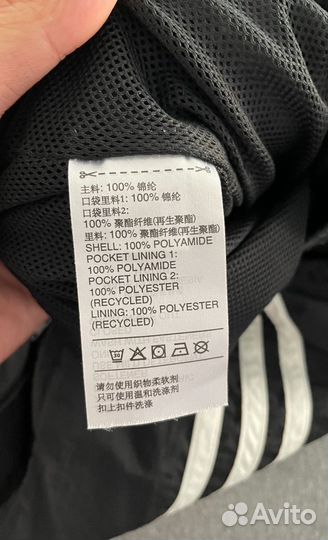 主料: 100% 锦纶
口袋里料1: 100% 锦纶
口袋里料2:
100% 聚酯纤维(再生聚酯)
里料: 100% 聚酯纤维(再生聚酯)
SHELL: 100% POLYAMIDE
POCKET LINING 1:
100% POLYAMIDE
POCKET LINING 2:
100% POLYESTER
(RECYCLED)
LINING: 100% POLYESTER
(RECYCLED)
请勿使用织物柔软剂
只可使用温和洗涤剂
扣上扣件洗涤
Avito